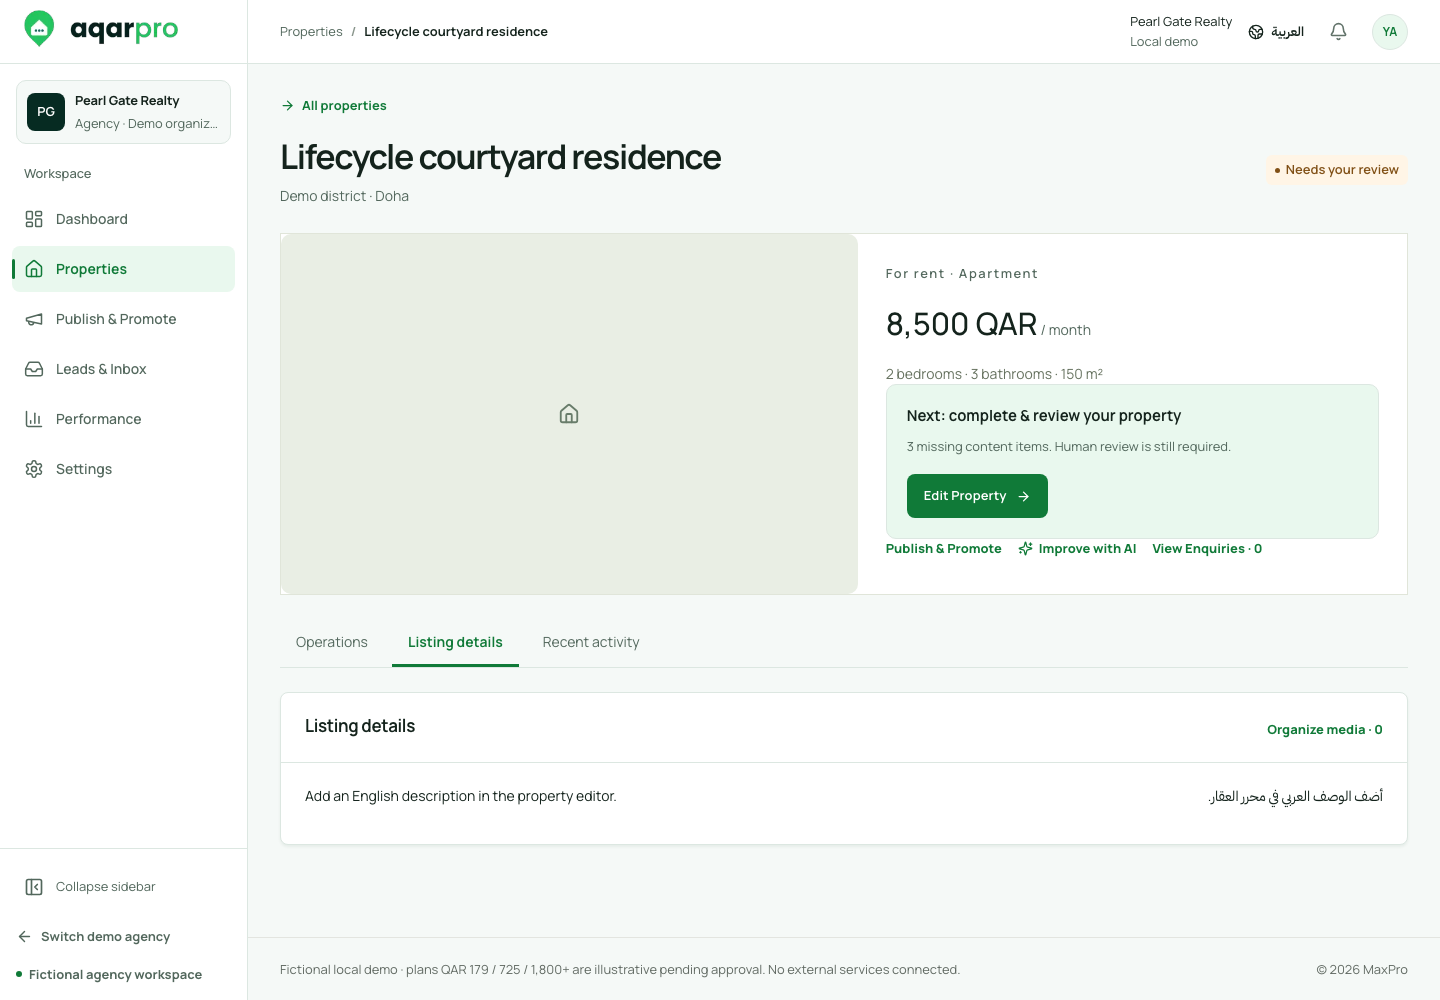 aqarpro
Properties / Lifecycle courtyard residence
Pearl Gate Realty
Local demo
العربية
YA
PG
Pearl Gate Realty
Agency · Demo organiz...
Workspace
Dashboard
Properties
Publish & Promote
Leads & Inbox
Performance
Settings
Collapse sidebar
Switch demo agency
Fictional agency workspace
All properties
Lifecycle courtyard residence
Demo district · Doha
Needs your review
For rent · Apartment
8,500 QAR / month
2 bedrooms · 3 bathrooms · 150 m²
Next: complete & review your property
3 missing content items. Human review is still required.
Edit Property
Publish & Promote Improve with AI View Enquiries · 0
Operations Listing details Recent activity
Listing details
Organize media · 0
Add an English description in the property editor.
أضف الوصف العربي في محرر العقار.
Fictional local demo · plans QAR 179 / 725 / 1,800+ are illustrative pending approval. No external services connected.
© 2026 MaxPro